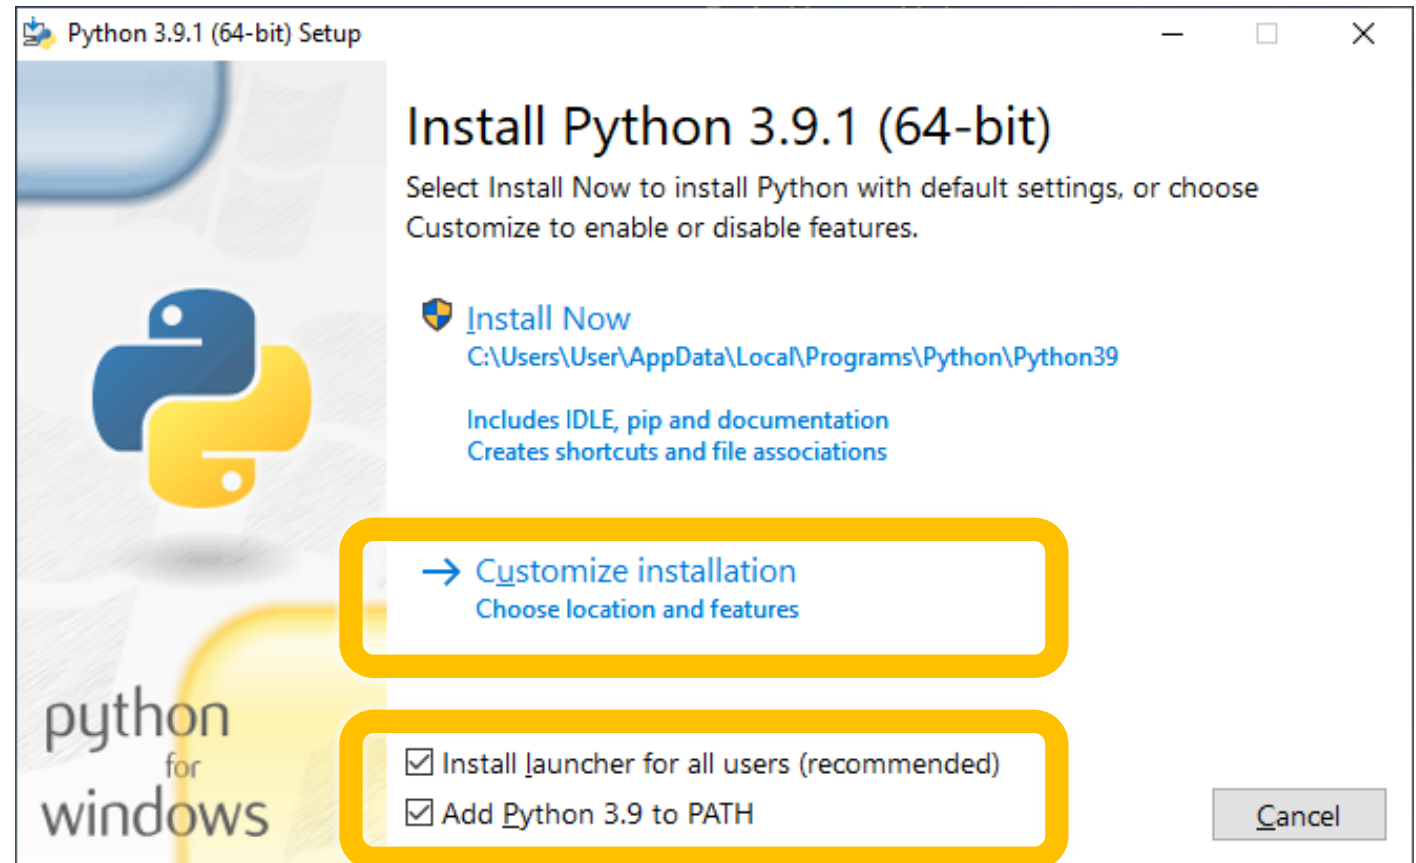 Python 3.9.1 (64-bit) Setup
Install Python 3.9.1 (64-bit)
Select Install Now to install Python with default settings, or choose
Customize to enable or disable features.
Install Now
C:\Users\User\AppData\Local\Programs\Python\Python39
Includes IDLE, pip and documentation
Creates shortcuts and file associations
Customize installation
Choose location and features
Install launcher for all users (recommended)
Add Python 3.9 to PATH
Cancel
python
for
windows